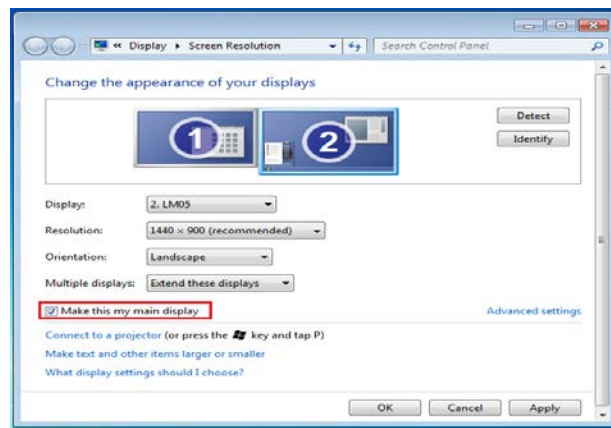 « Display ▸ Screen Resolution
Search Control Panel
Change the appearance of your displays
1
2
Detect
Identify
Display:
2. LM05
Resolution:
1440 × 900 (recommended)
Orientation:
Landscape
Multiple displays:
Extend these displays
Make this my main display
Advanced settings
Connect to a projector (or press the key and tap P)
Make text and other items larger or smaller
What display settings should I choose?
OK
Cancel
Apply